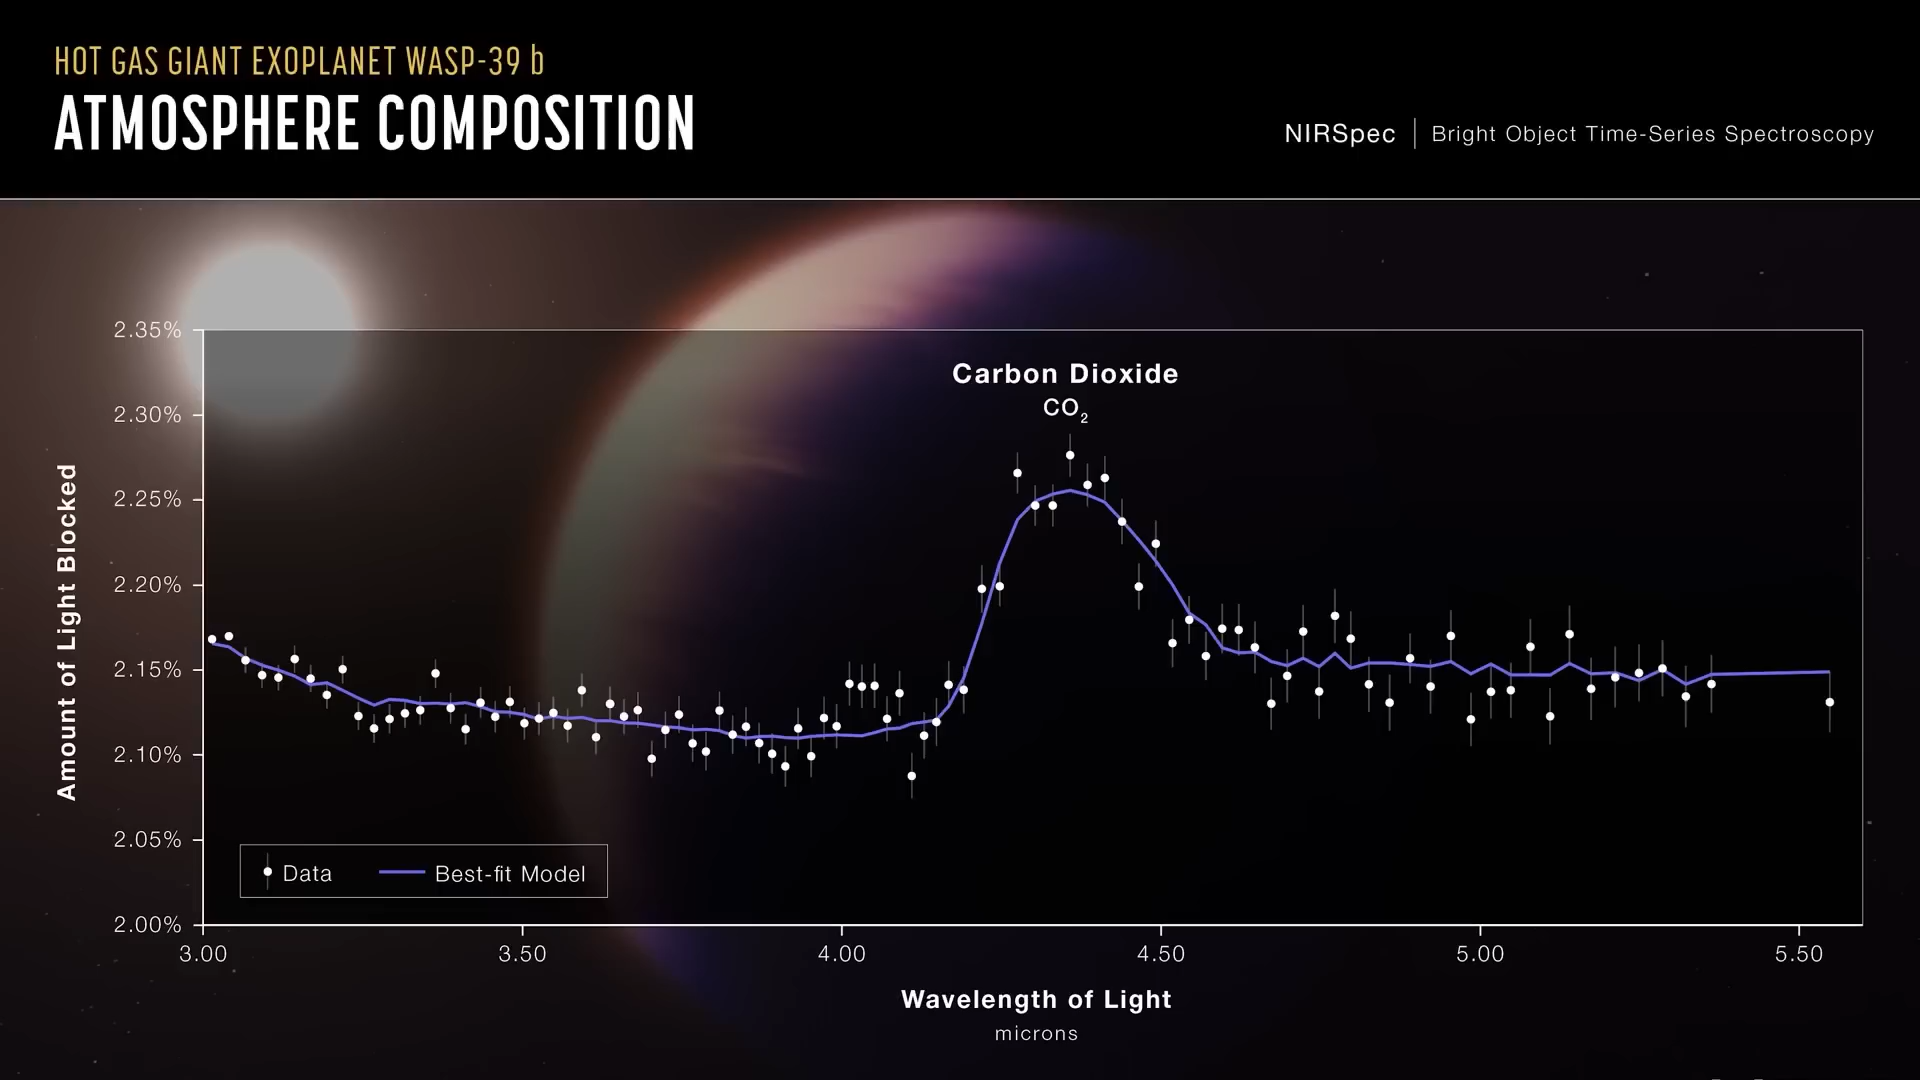 HOT GAS GIANT EXOPLANET WASP-39 b
ATMOSPHERE COMPOSITION
NIRSpec | Bright Object Time-Series Spectroscopy
Carbon Dioxide
CO₂
Amount of Light Blocked
2.35%
2.30%
2.25%
2.20%
2.15%
2.10%
2.05%
2.00%
Data
Best-fit Model
3.00 3.50 4.00 4.50 5.00 5.50
Wavelength of Light
microns